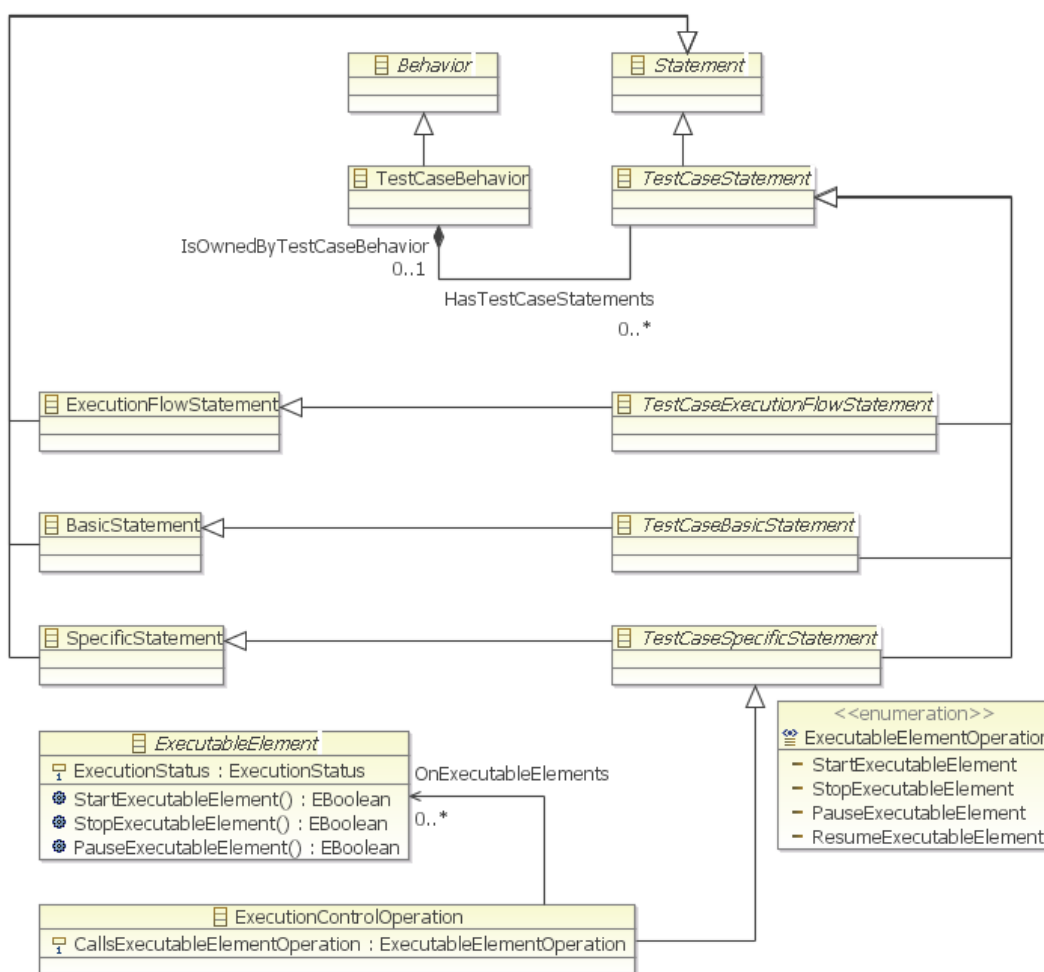 Behavior
Statement
TestCaseBehavior
TestCaseStatement
IsOwnedByTestCaseBehavior
0..1
HasTestCaseStatements
0..*
ExecutionFlowStatement
TestCaseExecutionFlowStatement
BasicStatement
TestCaseBasicStatement
SpecificStatement
TestCaseSpecificStatement
<<enumeration>>
ExecutableElementOperation
StartExecutableElement
StopExecutableElement
PauseExecutableElement
ResumeExecutableElement
ExecutableElement
ExecutionStatus : ExecutionStatus
StartExecutableElement() : EBoolean
StopExecutableElement() : EBoolean
PauseExecutableElement() : EBoolean
OnExecutableElements
0..*
ExecutionControlOperation
CallsExecutableElementOperation : ExecutableElementOperation